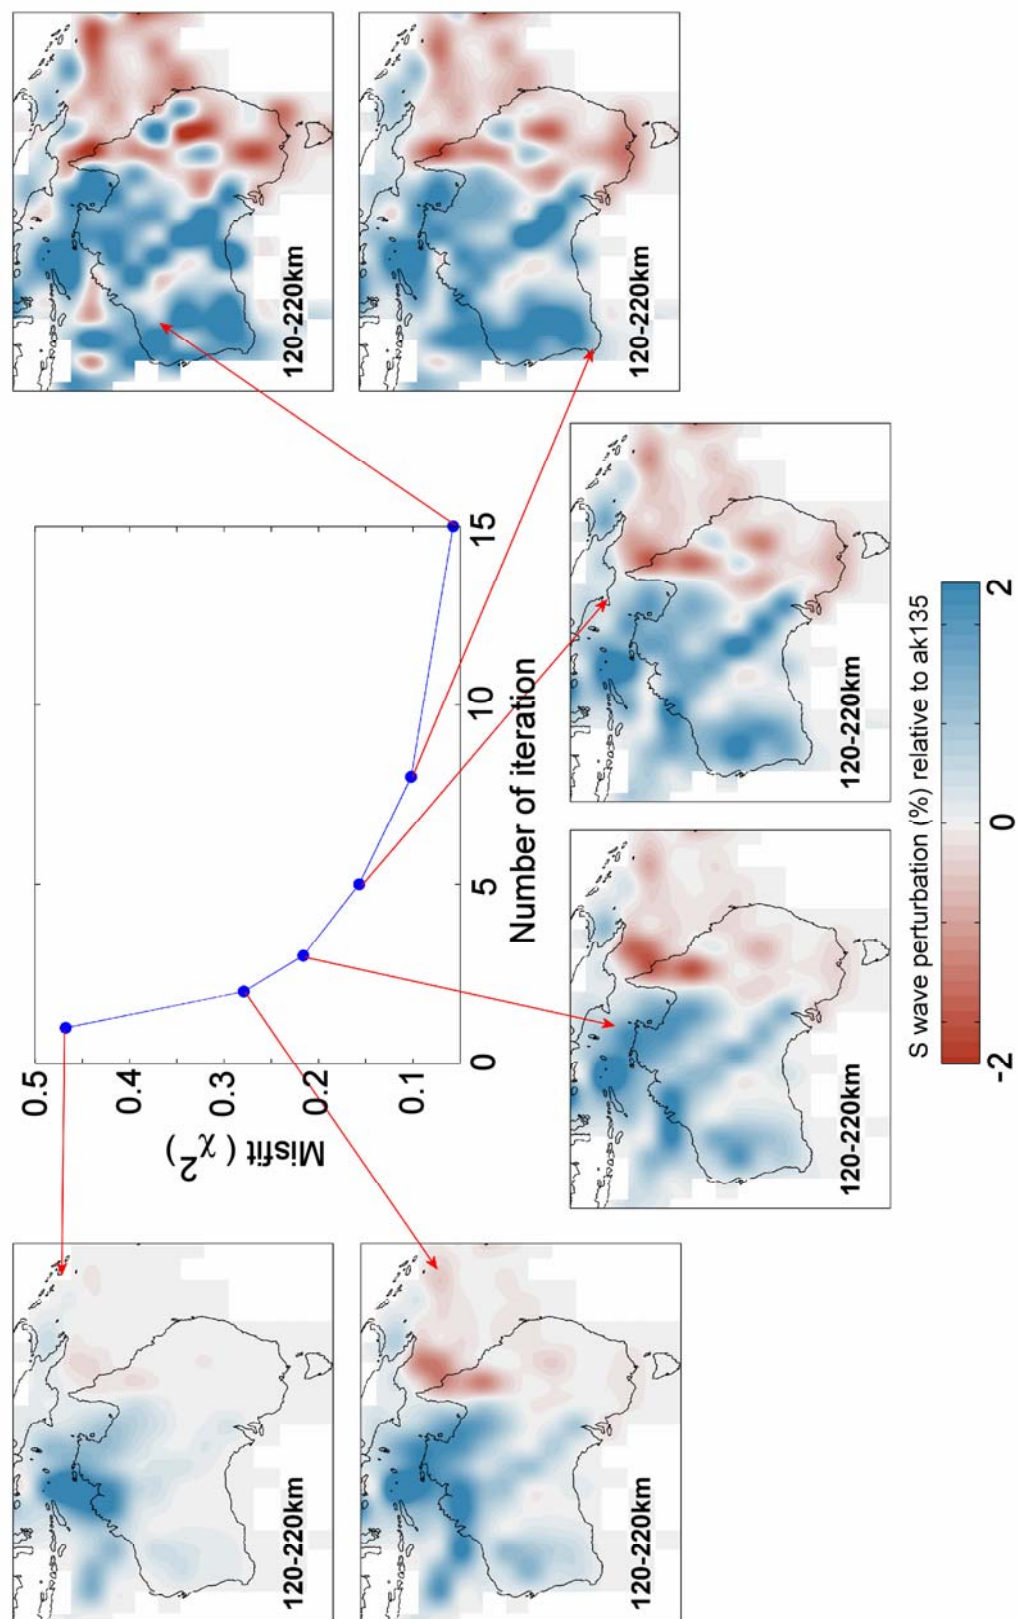 120-220km
120-220km
120-220km
120-220km
120-220km
120-220km
Misfit ( χ²)
0.5
0.4
0.3
0.2
0.1
0
5
10
15
Number of iteration
S wave perturbation (%) relative to ak135
-2
0
2